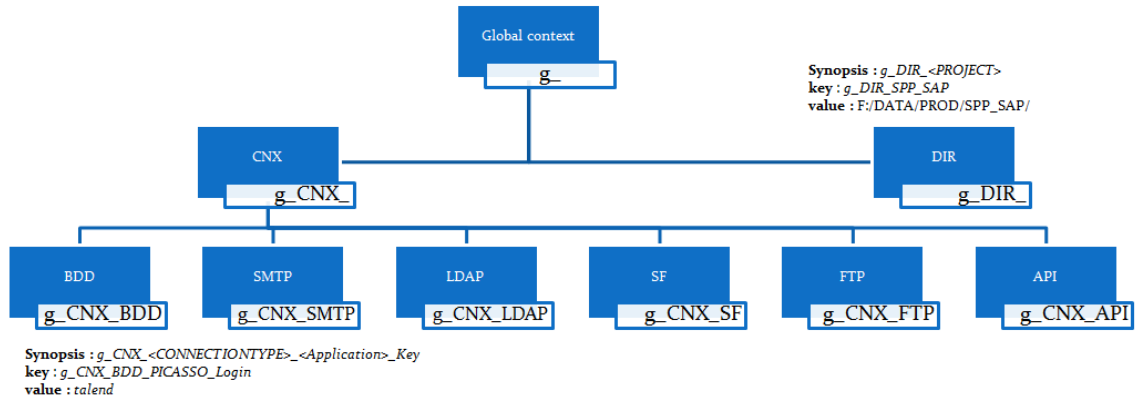 Global context
g_
Synopsis : g_DIR_<PROJECT>
key : g_DIR_SPP_SAP
value : F:/DATA/PROD/SPP_SAP/
CNX
g_CNX_
DIR
g_DIR_
BDD
g_CNX_BDD
SMTP
g_CNX_SMTP
LDAP
g_CNX_LDAP
SF
g_CNX_SF
FTP
g_CNX_FTP
API
g_CNX_API
Synopsis : g_CNX_<CONNECTIONTYPE>_<Application>_Key
key : g_CNX_BDD_PICASSO_Login
value : talend